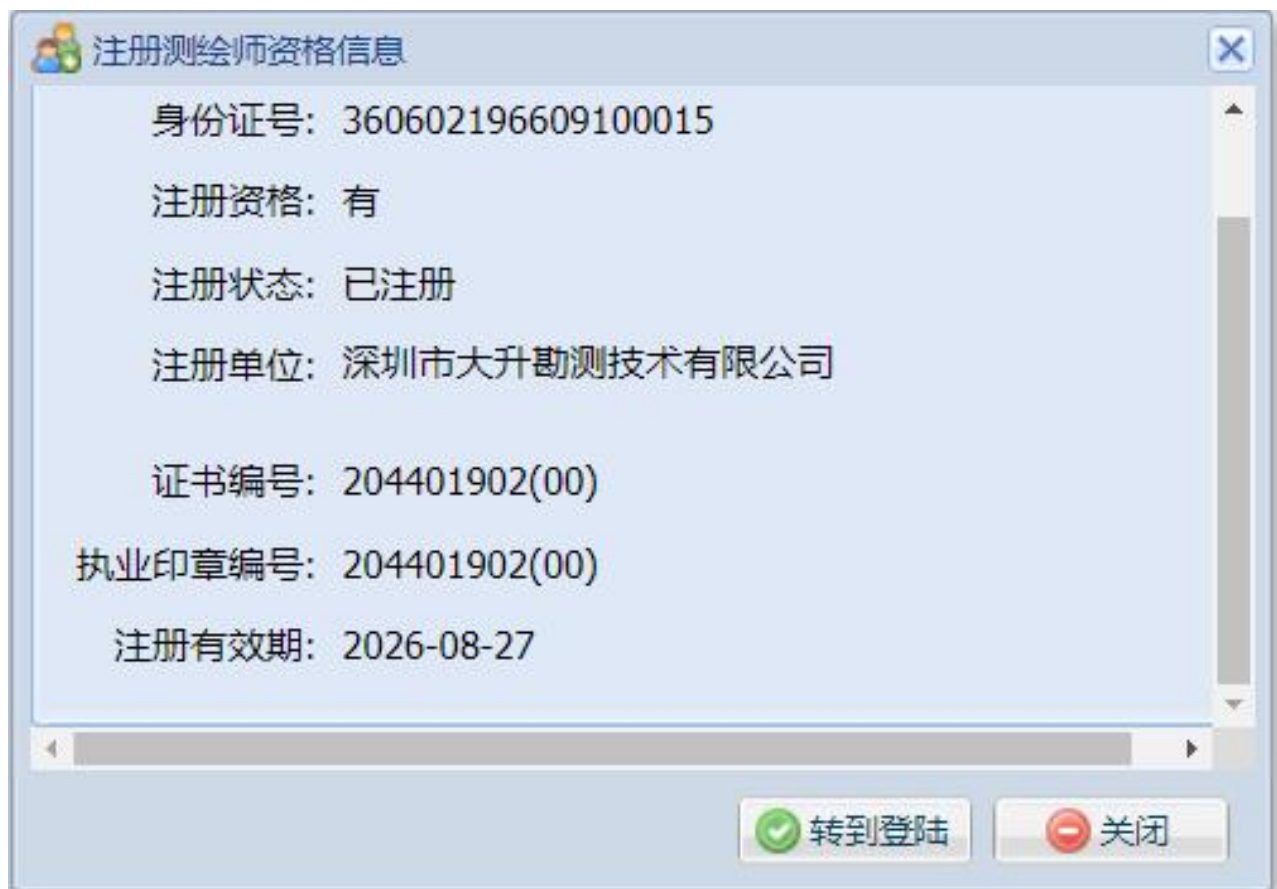 注册测绘师资格信息
身份证号: 360602196609100015
注册资格: 有
注册状态: 已注册
注册单位: 深圳市大升勘测技术有限公司
证书编号: 204401902(00)
执业印章编号: 204401902(00)
注册有效期: 2026-08-27
转到登陆 关闭